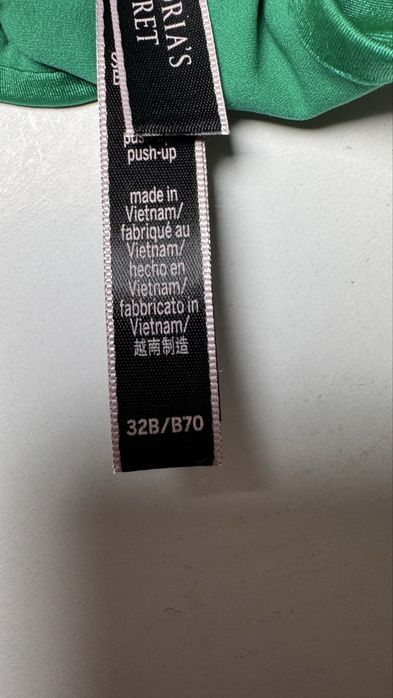 RIA'S
RET
push-up
made in
Vietnam/
fabriqué au
Vietnam/
hecho en
Vietnam/
fabbricato in
Vietnam/
越南制造
32B/B70